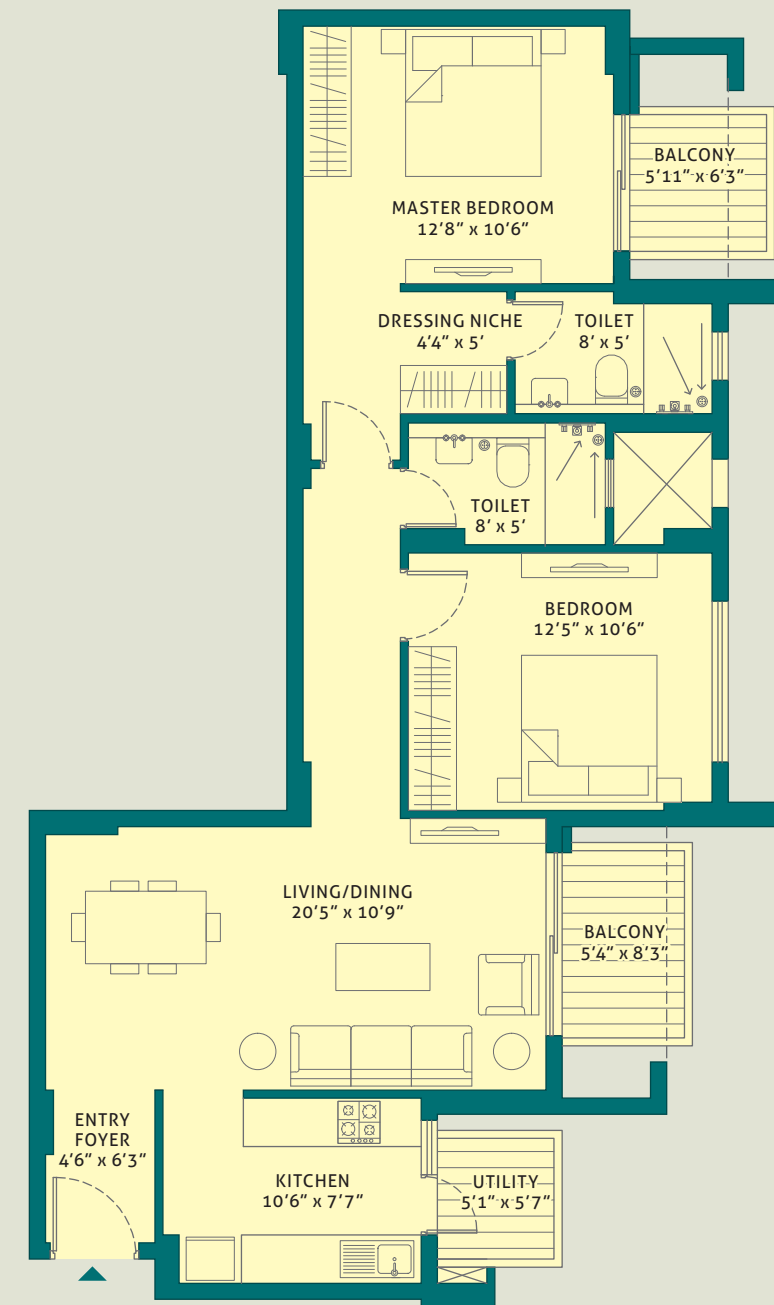 BALCONY
5'11" x 6'3"
MASTER BEDROOM
12'8" x 10'6"
DRESSING NICHE
4'4" x 5'
TOILET
8' x 5'
TOILET
8' x 5'
BEDROOM
12'5" x 10'6"
LIVING/DINING
20'5" x 10'9"
BALCONY
5'4" x 8'3"
ENTRY
FOYER
4'6" x 6'3"
KITCHEN
10'6" x 7'7"
UTILITY
5'1" x 5'7"